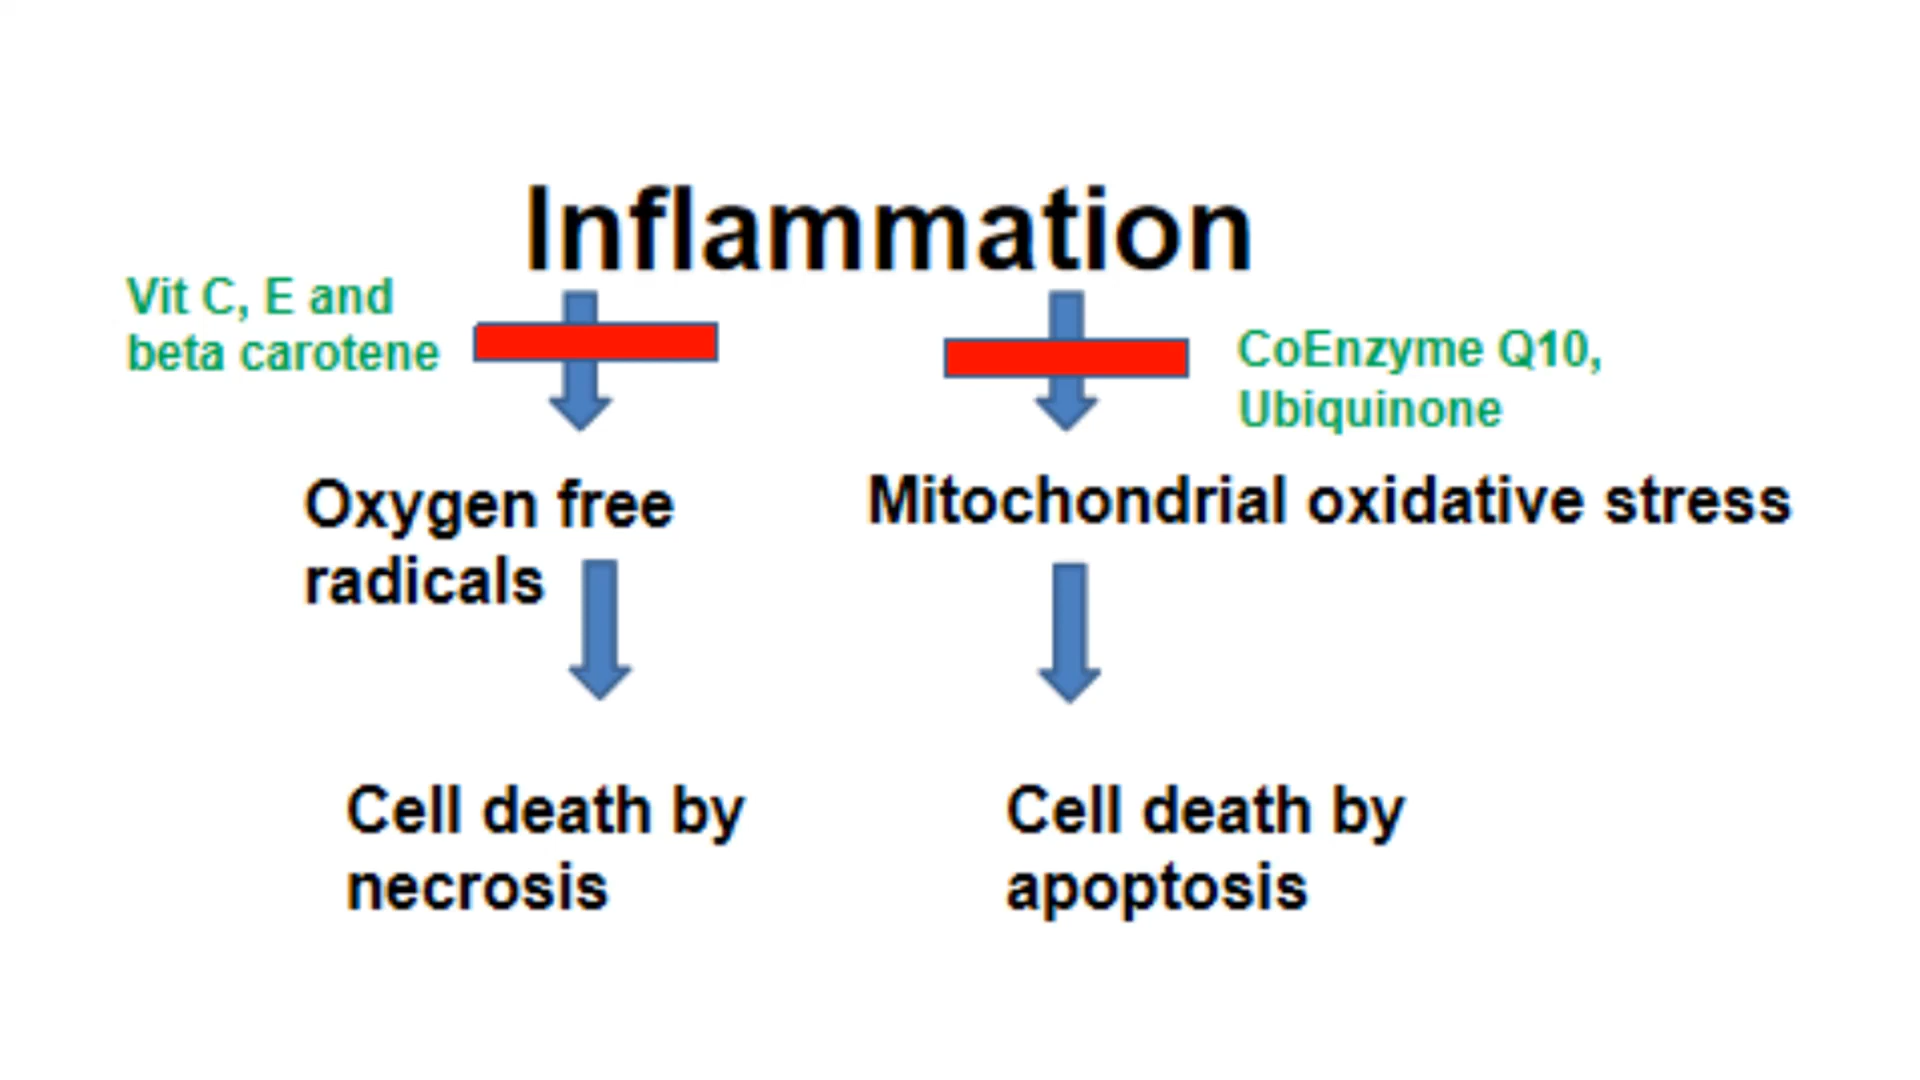 Inflammation
Vit C, E and
beta carotene
CoEnzyme Q10,
Ubiquinone
Oxygen free
radicals
Mitochondrial oxidative stress
Cell death by
necrosis
Cell death by
apoptosis